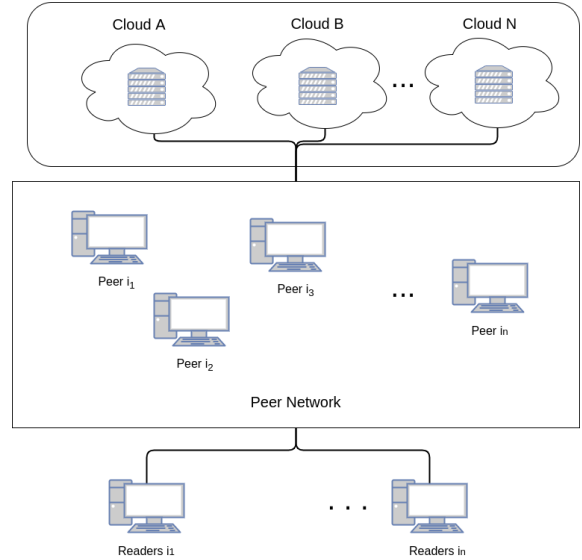 Cloud A
Cloud B
Cloud N
...
Peer i1
Peer i3
...
Peer in
Peer i2
Peer Network
. . .
Readers i1
Readers in